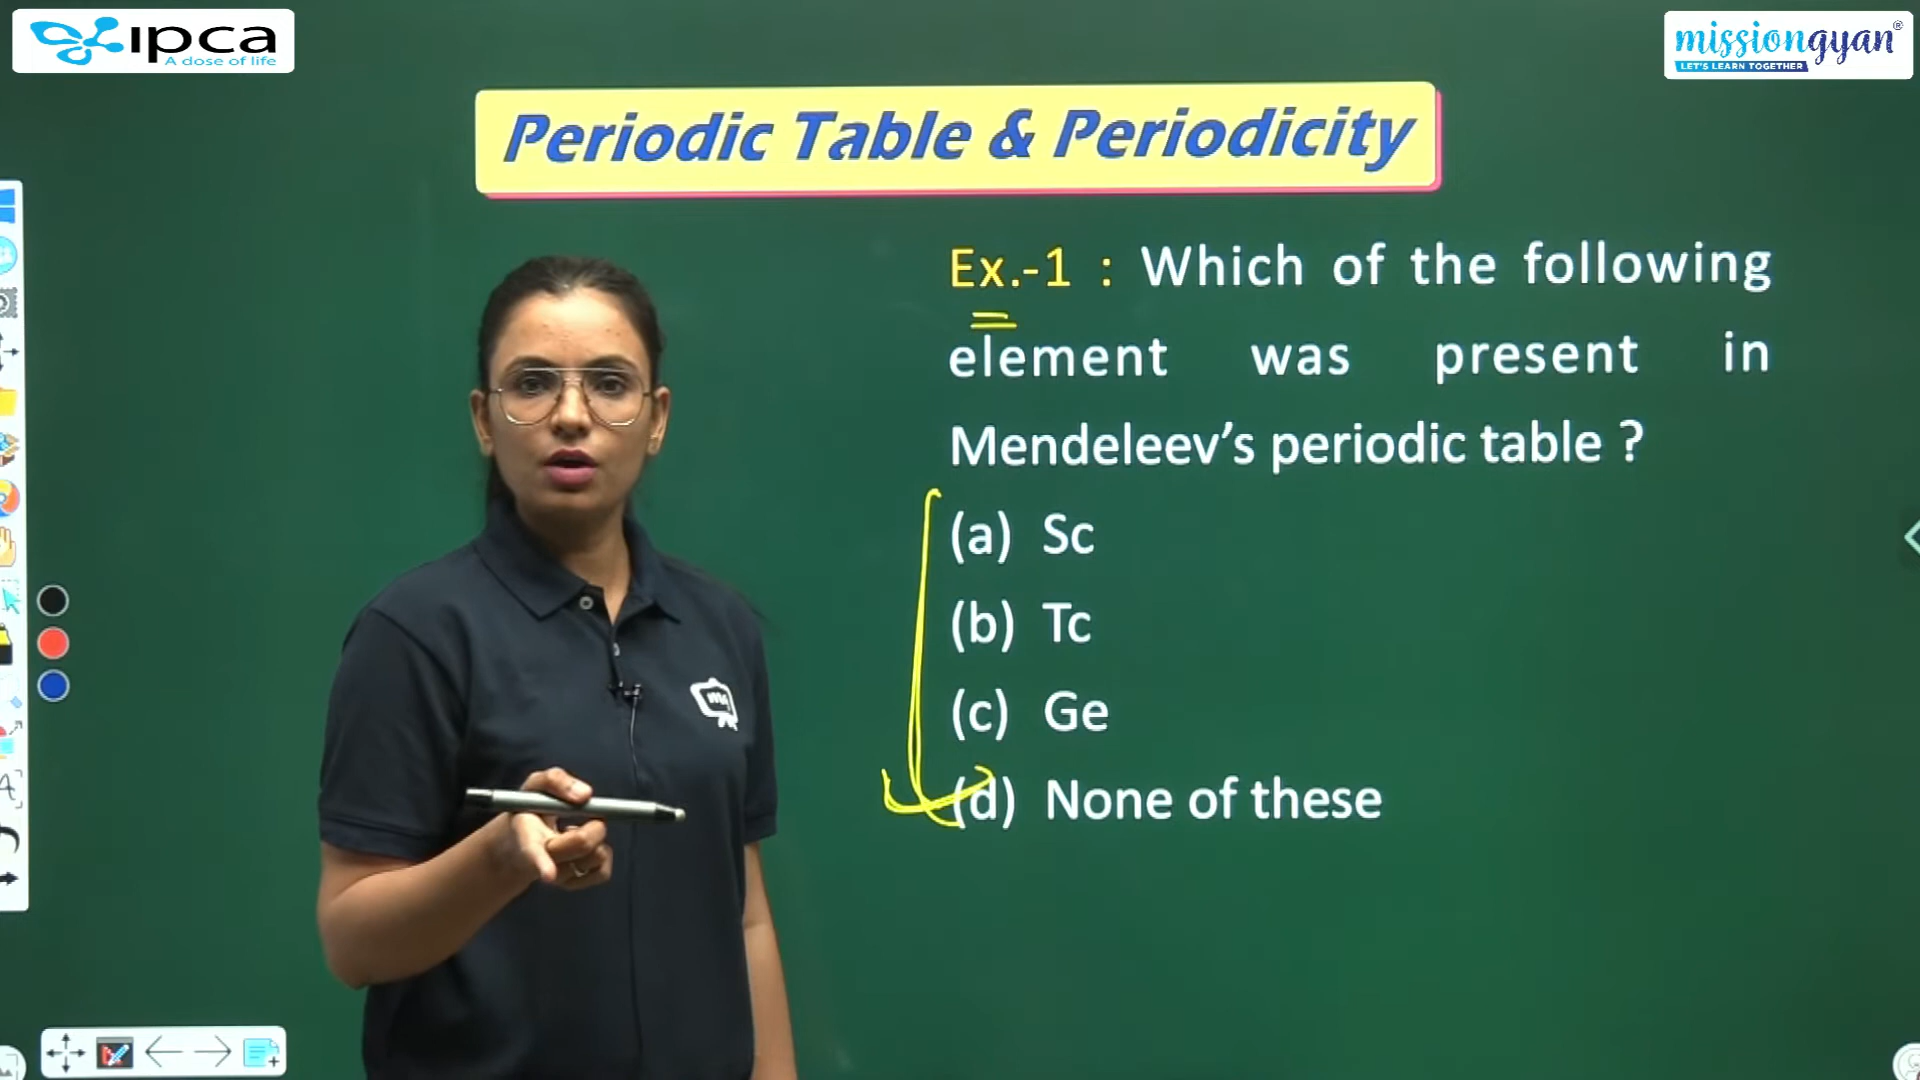 ipca
A dose of life
missiongyan®
LET'S LEARN TOGETHER
Periodic Table & Periodicity
Ex.-1 : Which of the following
element was present in
Mendeleev’s periodic table ?
(a) Sc
(b) Tc
(c) Ge
(d) None of these